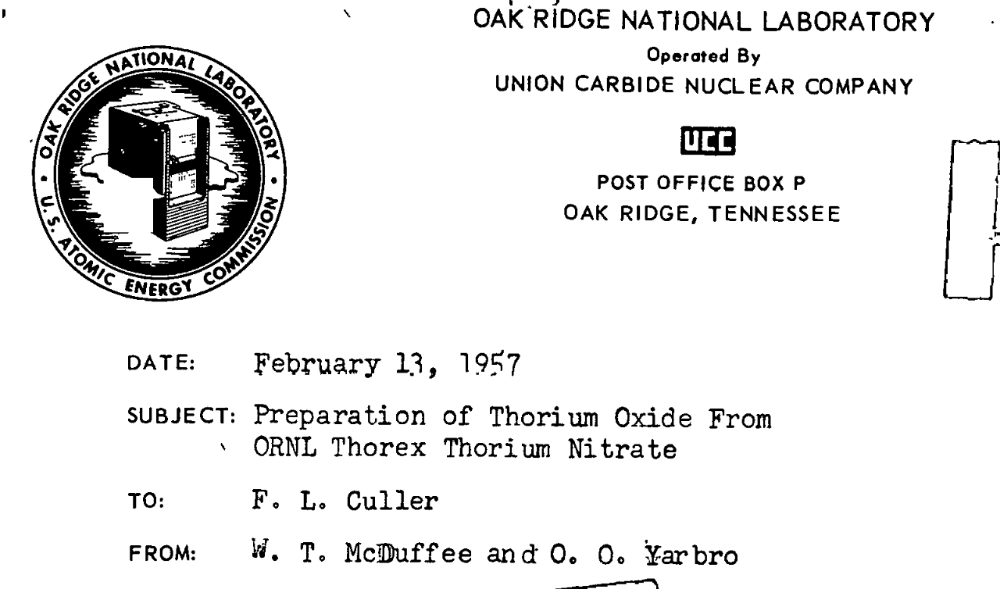 OAK RIDGE NATIONAL LABORATORY
Operated By
UNION CARBIDE NUCLEAR COMPANY
UCC
POST OFFICE BOX P
OAK RIDGE, TENNESSEE
OAK RIDGE NATIONAL LABORATORY
U.S. ATOMIC ENERGY COMMISSION
DATE: February 13, 1957
SUBJECT: Preparation of Thorium Oxide From
ORNL Thorex Thorium Nitrate
TO: F. L. Culler
FROM: W. T. McDuffee and O. O. Yarbro